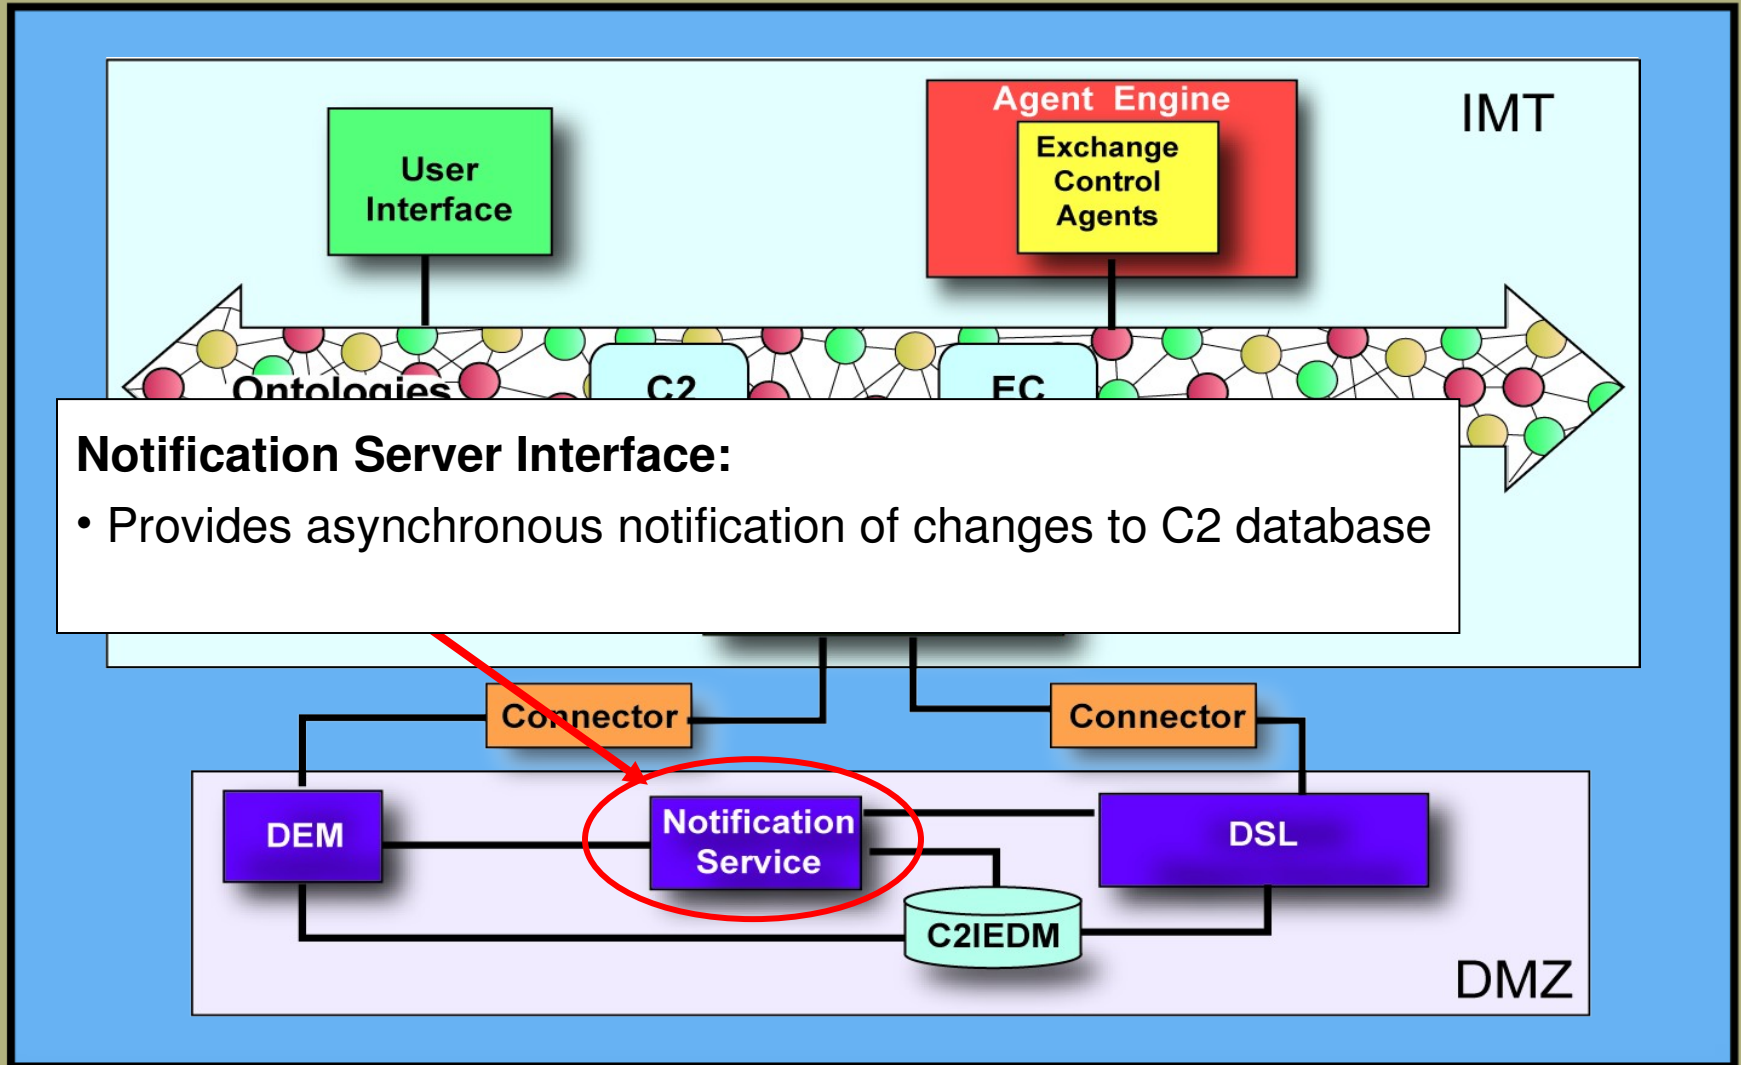 IMT
Agent Engine
Exchange
Control
Agents
User
Interface
Ontologies
C2
EC
Notification Server Interface:
• Provides asynchronous notification of changes to C2 database
Connector
Connector
DEM
Notification
Service
DSL
C2IEDM
DMZ